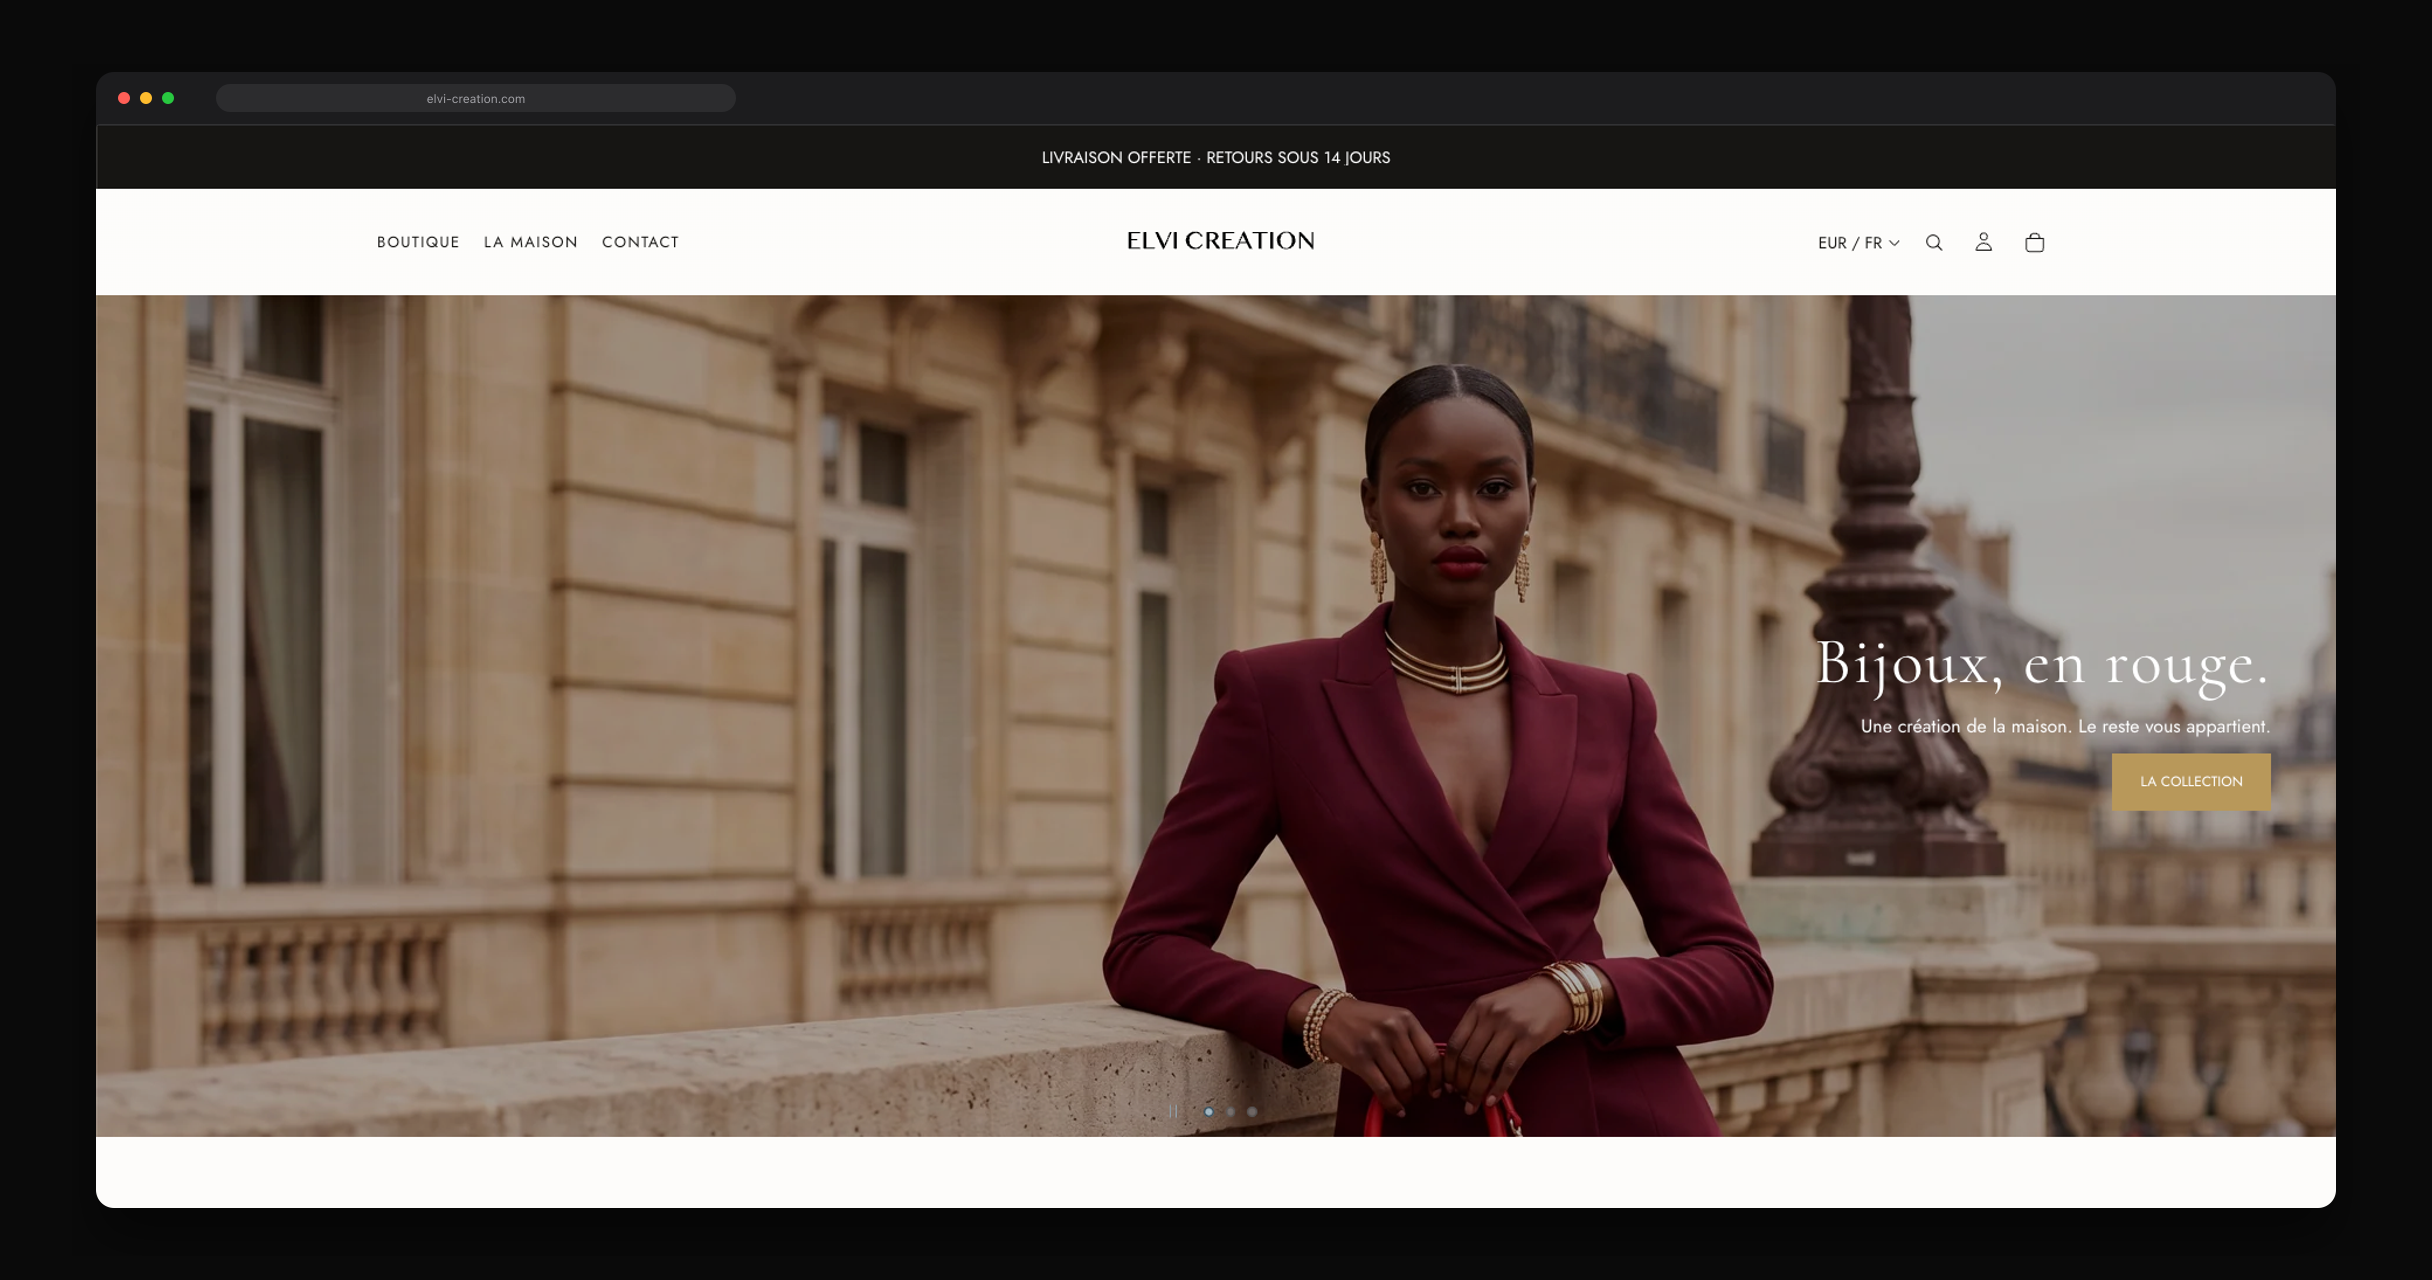 elvi-creation.com
LIVRAISON OFFERTE · RETOURS SOUS 14 JOURS
BOUTIQUE LA MAISON CONTACT
ELVI CREATION
EUR / FR
Bijoux, en rouge.
Une création de la maison. Le reste vous appartient.
LA COLLECTION